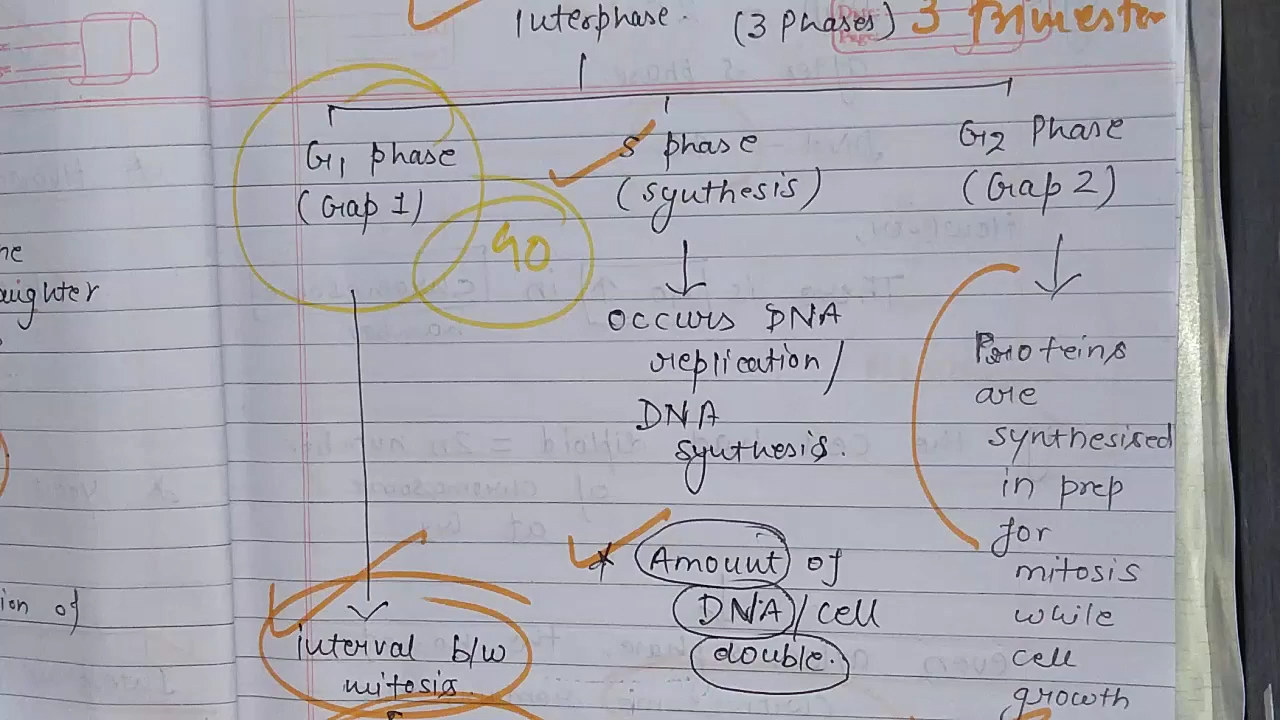 Interphase. (3 phases) 3 trimester
G1 phase
(Gap 1)
S phase
(synthesis)
G2 Phase
(Gap 2)
occurs DNA
replication/
DNA
synthesis.
Proteins
are
synthesised
in prep
for
mitosis
while
cell
growth
* Amount of
DNA/cell
double.
interval b/w
mitosis
aughter
ion of